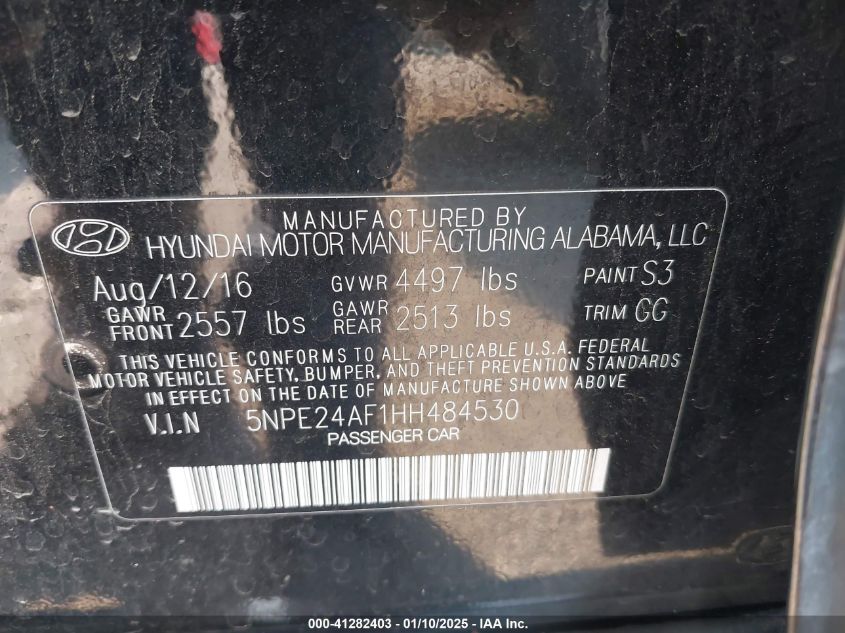 MANUFACTURED BY
HYUNDAI MOTOR MANUFACTURING ALABAMA, LLC
Aug/12/16 GVWR 4497 lbs PAINT S3
GAWR FRONT 2557 lbs GAWR REAR 2513 lbs TRIM GG
THIS VEHICLE CONFORMS TO ALL APPLICABLE U.S.A. FEDERAL
MOTOR VEHICLE SAFETY, BUMPER, AND THEFT PREVENTION STANDARDS
IN EFFECT ON THE DATE OF MANUFACTURE SHOWN ABOVE
V.I.N 5NPE24AF1HH484530
PASSENGER CAR
000-41282403 - 01/10/2025 - IAA Inc.